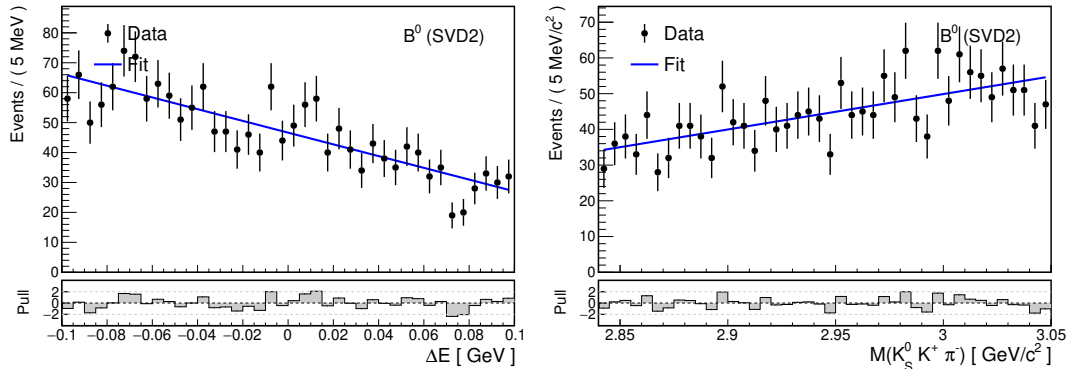 Events / ( 5 MeV )
80
70
60
50
40
30
20
10
0
Data
Fit
B⁰ (SVD2)
Pull
2
0
−2
−0.1 −0.08 −0.06 −0.04 −0.02 0 0.02 0.04 0.06 0.08 0.1
ΔE [ GeV ]
Events / ( 5 MeV/c² )
70
60
50
40
30
20
10
0
Data
Fit
B⁰ (SVD2)
Pull
2
0
−2
2.85 2.9 2.95 3 3.05
M(K⁰_S K⁺ π⁻) [ GeV/c² ]